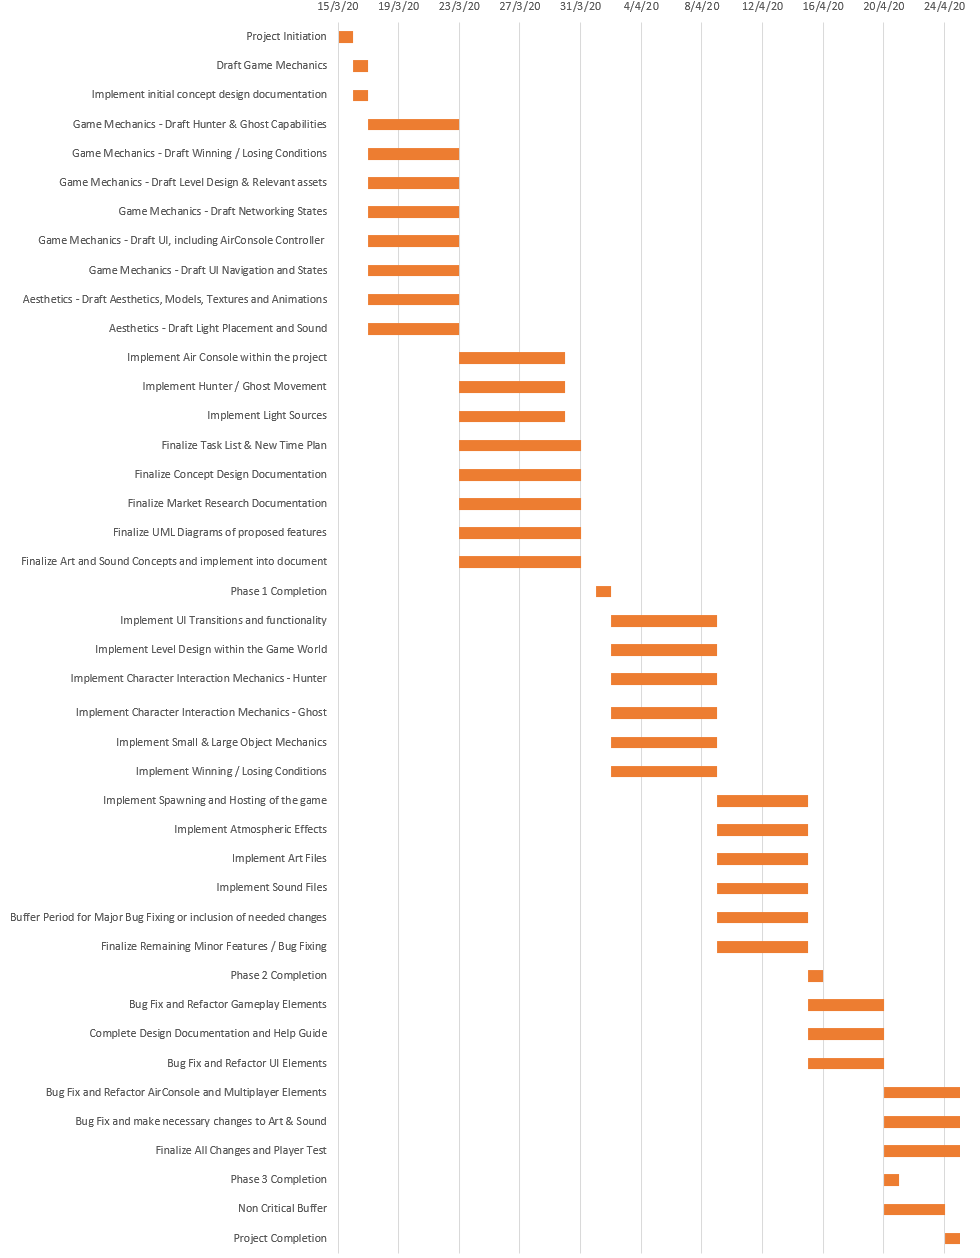 15/3/20 19/3/20 23/3/20 27/3/20 31/3/20 4/4/20 8/4/20 12/4/20 16/4/20 20/4/20 24/4/20
Project Initiation
Draft Game Mechanics
Implement initial concept design documentation
Game Mechanics - Draft Hunter & Ghost Capabilities
Game Mechanics - Draft Winning / Losing Conditions
Game Mechanics - Draft Level Design & Relevant assets
Game Mechanics - Draft Networking States
Game Mechanics - Draft UI, including AirConsole Controller
Game Mechanics - Draft UI Navigation and States
Aesthetics - Draft Aesthetics, Models, Textures and Animations
Aesthetics - Draft Light Placement and Sound
Implement Air Console within the project
Implement Hunter / Ghost Movement
Implement Light Sources
Finalize Task List & New Time Plan
Finalize Concept Design Documentation
Finalize Market Research Documentation
Finalize UML Diagrams of proposed features
Finalize Art and Sound Concepts and implement into document
Phase 1 Completion
Implement UI Transitions and functionality
Implement Level Design within the Game World
Implement Character Interaction Mechanics - Hunter
Implement Character Interaction Mechanics - Ghost
Implement Small & Large Object Mechanics
Implement Winning / Losing Conditions
Implement Spawning and Hosting of the game
Implement Atmospheric Effects
Implement Art Files
Implement Sound Files
Buffer Period for Major Bug Fixing or inclusion of needed changes
Finalize Remaining Minor Features / Bug Fixing
Phase 2 Completion
Bug Fix and Refactor Gameplay Elements
Complete Design Documentation and Help Guide
Bug Fix and Refactor UI Elements
Bug Fix and Refactor AirConsole and Multiplayer Elements
Bug Fix and make necessary changes to Art & Sound
Finalize All Changes and Player Test
Phase 3 Completion
Non Critical Buffer
Project Completion